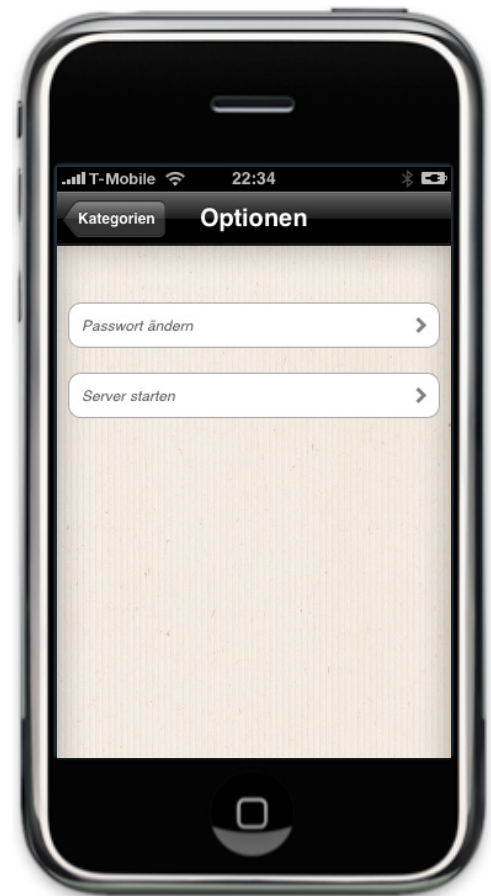 T-Mobile 22:34
Kategorien Optionen
Passwort ändern
Server starten